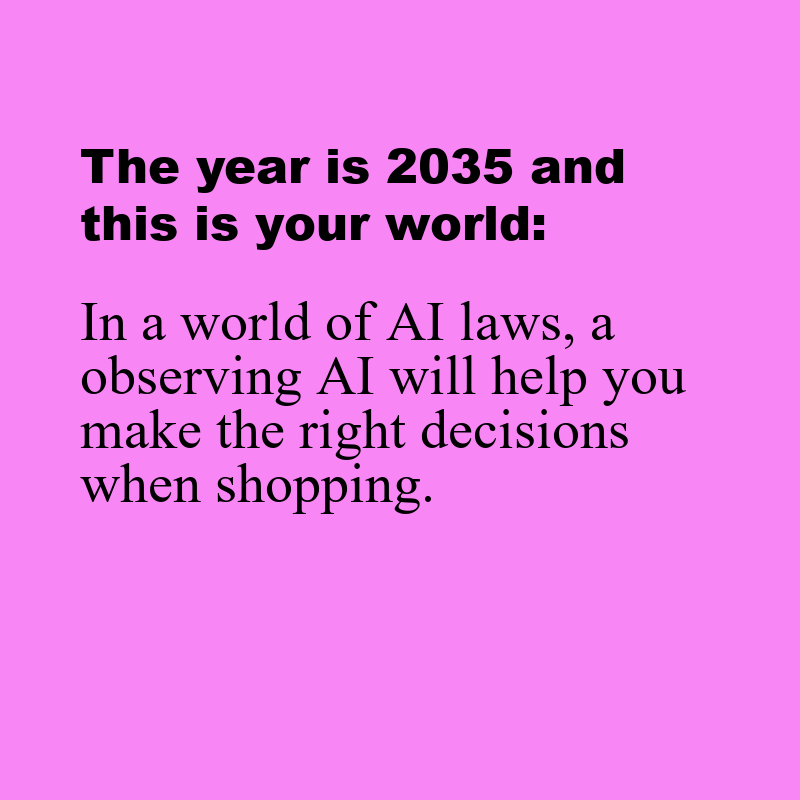 The year is 2035 and
this is your world:
In a world of AI laws, a
observing AI will help you
make the right decisions
when shopping.